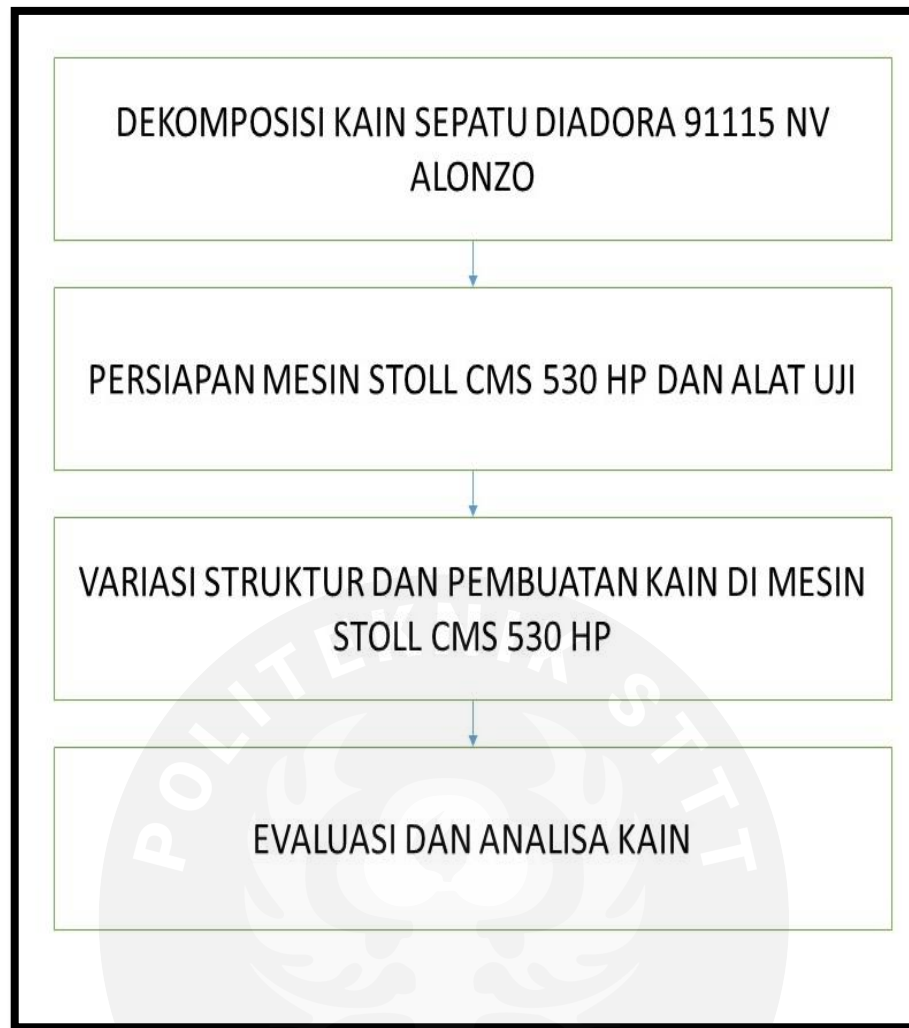 DEKOMPOSISI KAIN SEPATU DIADORA 91115 NV
ALONZO
PERSIAPAN MESIN STOLL CMS 530 HP DAN ALAT UJI
VARIASI STRUKTUR DAN PEMBUATAN KAIN DI MESIN
STOLL CMS 530 HP
POLITEKNIK STTT
EVALUASI DAN ANALISA KAIN